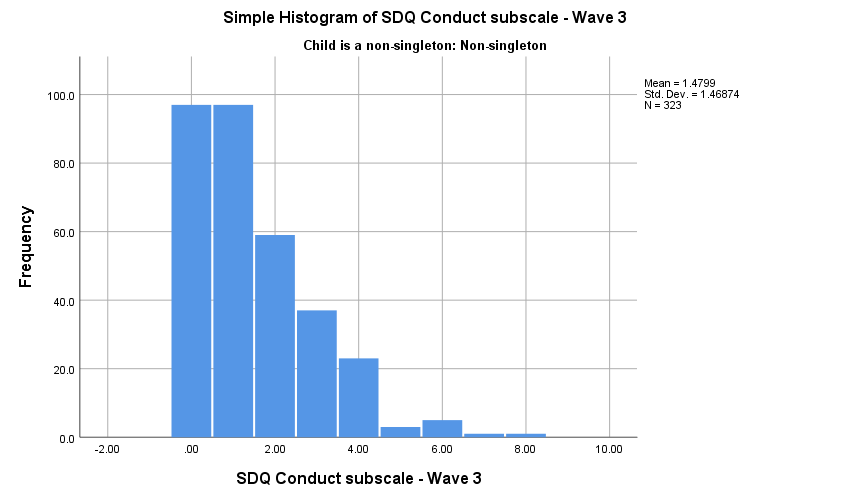 Simple Histogram of SDQ Conduct subscale - Wave 3
Child is a non-singleton: Non-singleton
Mean = 1.4799
Std. Dev. = 1.46874
N = 323
100.0
80.0
60.0
40.0
20.0
0.0
Frequency
-2.00 .00 2.00 4.00 6.00 8.00 10.00
SDQ Conduct subscale - Wave 3